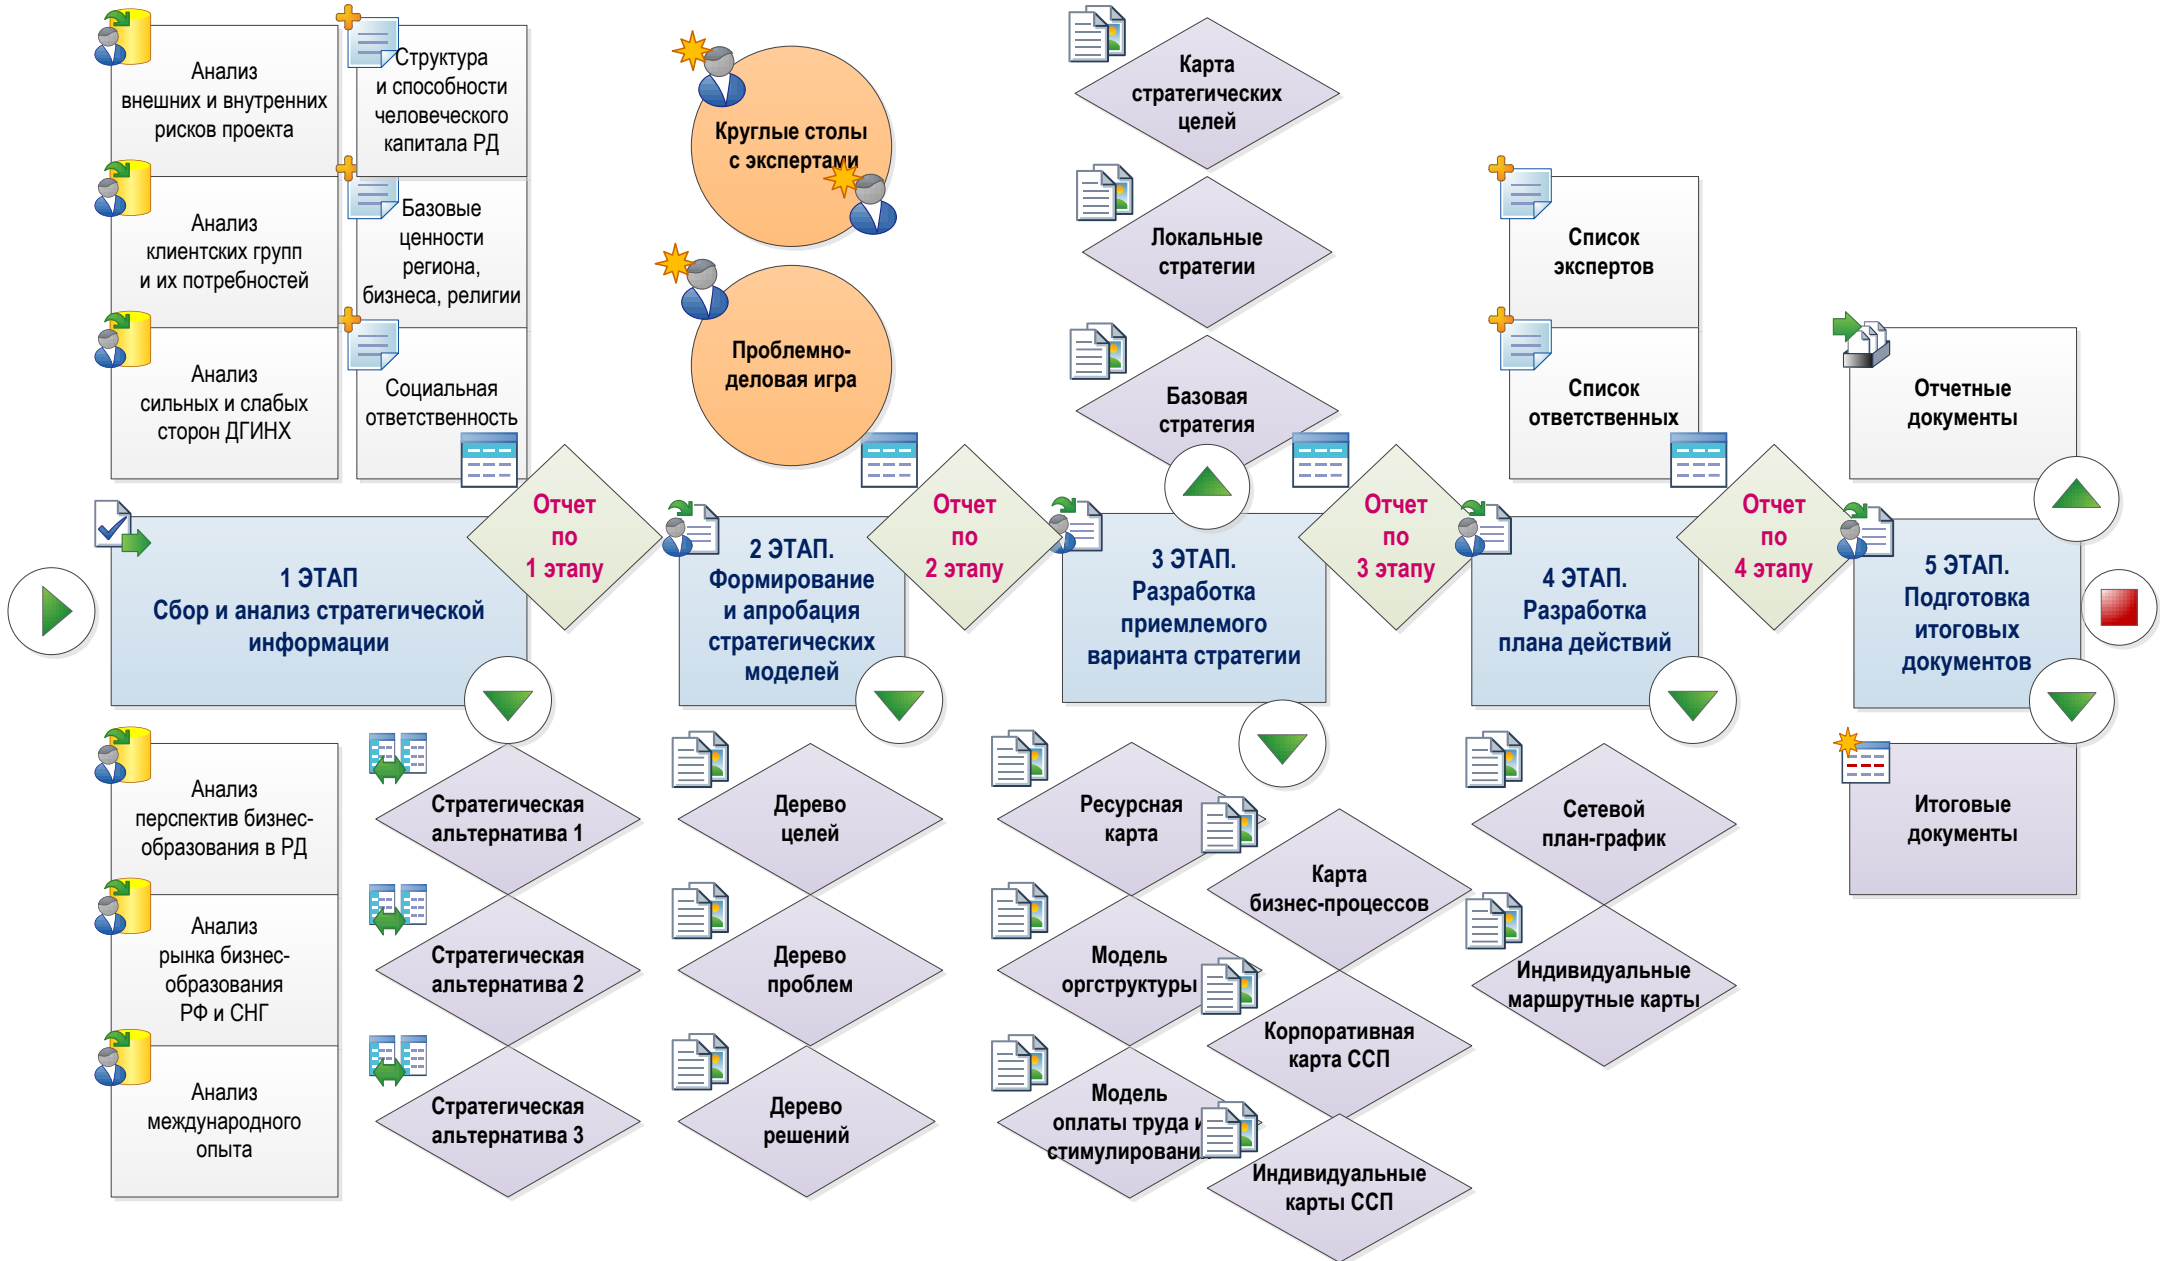 Анализ
внешних и внутренних
рисков проекта
Структура
и способности
человеческого
капитала РД
Анализ
клиентских групп
и их потребностей
Базовые
ценности
региона,
бизнеса, религии
Анализ
сильных и слабых
сторон ДГИНХ
Социальная
ответственность
Круглые столы
с экспертами
Проблемно-
деловая игра
Карта
стратегических
целей
Локальные
стратегии
Базовая
стратегия
Список
экспертов
Список
ответственных
Отчетные
документы
1 ЭТАП
Сбор и анализ стратегической
информации
Отчет
по
1 этапу
2 ЭТАП.
Формирование
и апробация
стратегических
моделей
Отчет
по
2 этапу
3 ЭТАП.
Разработка
приемлемого
варианта стратегии
Отчет
по
3 этапу
4 ЭТАП.
Разработка
плана действий
Отчет
по
4 этапу
5 ЭТАП.
Подготовка
итоговых
документов
Анализ
перспектив бизнес-
образования в РД
Анализ
рынка бизнес-
образования
РФ и СНГ
Анализ
международного
опыта
Стратегическая
альтернатива 1
Стратегическая
альтернатива 2
Стратегическая
альтернатива 3
Дерево
целей
Дерево
проблем
Дерево
решений
Ресурсная
карта
Модель
оргструктуры
Модель
оплаты труда и
стимулировани
Карта
бизнес-процессов
Корпоративная
карта ССП
Индивидуальные
карты ССП
Сетевой
план-график
Индивидуальные
маршрутные карты
Итоговые
документы